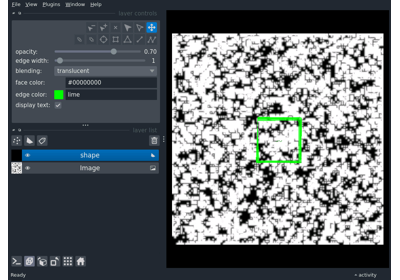 File View Plugins Window Help
layer controls
opacity: 0.70
edge width: 1
blending: translucent
face color: #00000000
edge color: lime
display text:
layer list
shape
Image
Ready
activity